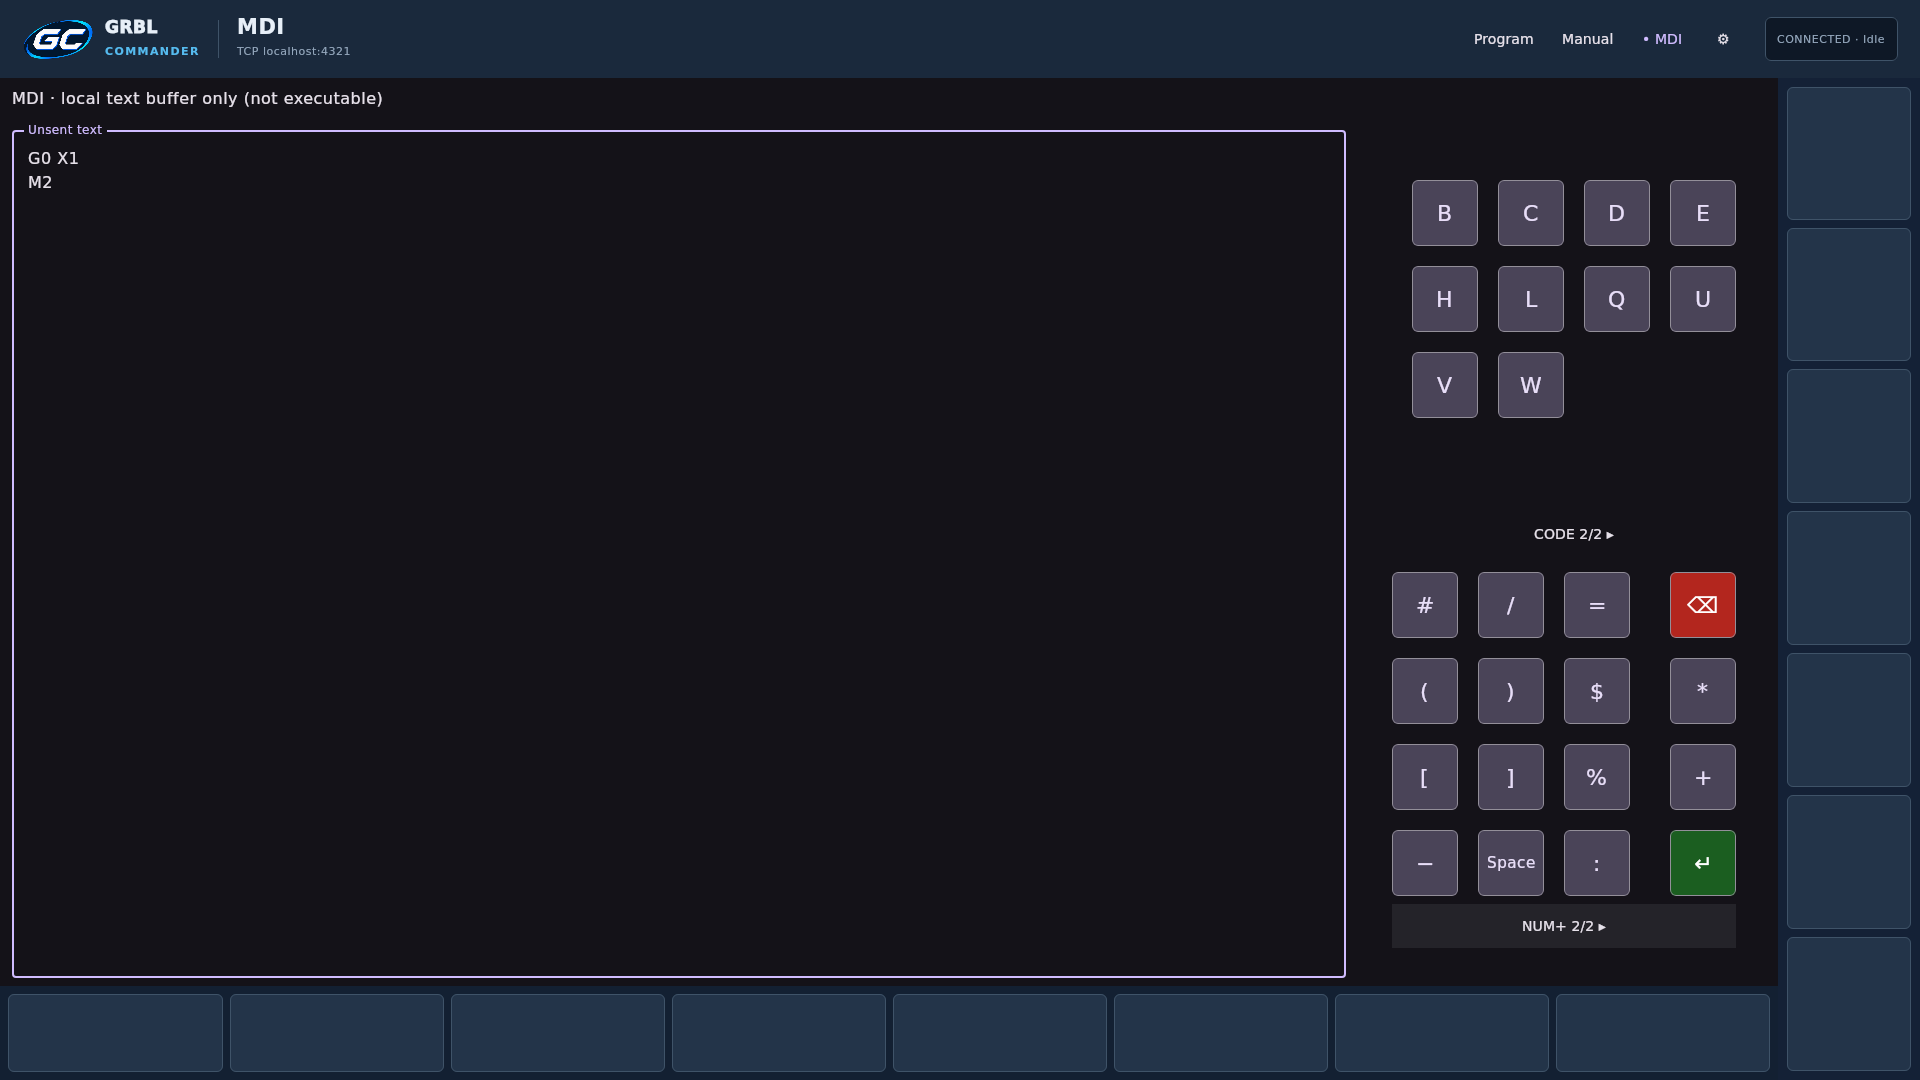 GC
GRBL
COMMANDER
MDI
TCP localhost:4321
Program
Manual
• MDI
⚙
CONNECTED · Idle
MDI · local text buffer only (not executable)
Unsent text
G0 X1
M2
B C D E
H L Q U
V W
CODE 2/2 ▸
# / = ⌫
( ) $ *
[ ] % +
− Space : ↵
NUM+ 2/2 ▸